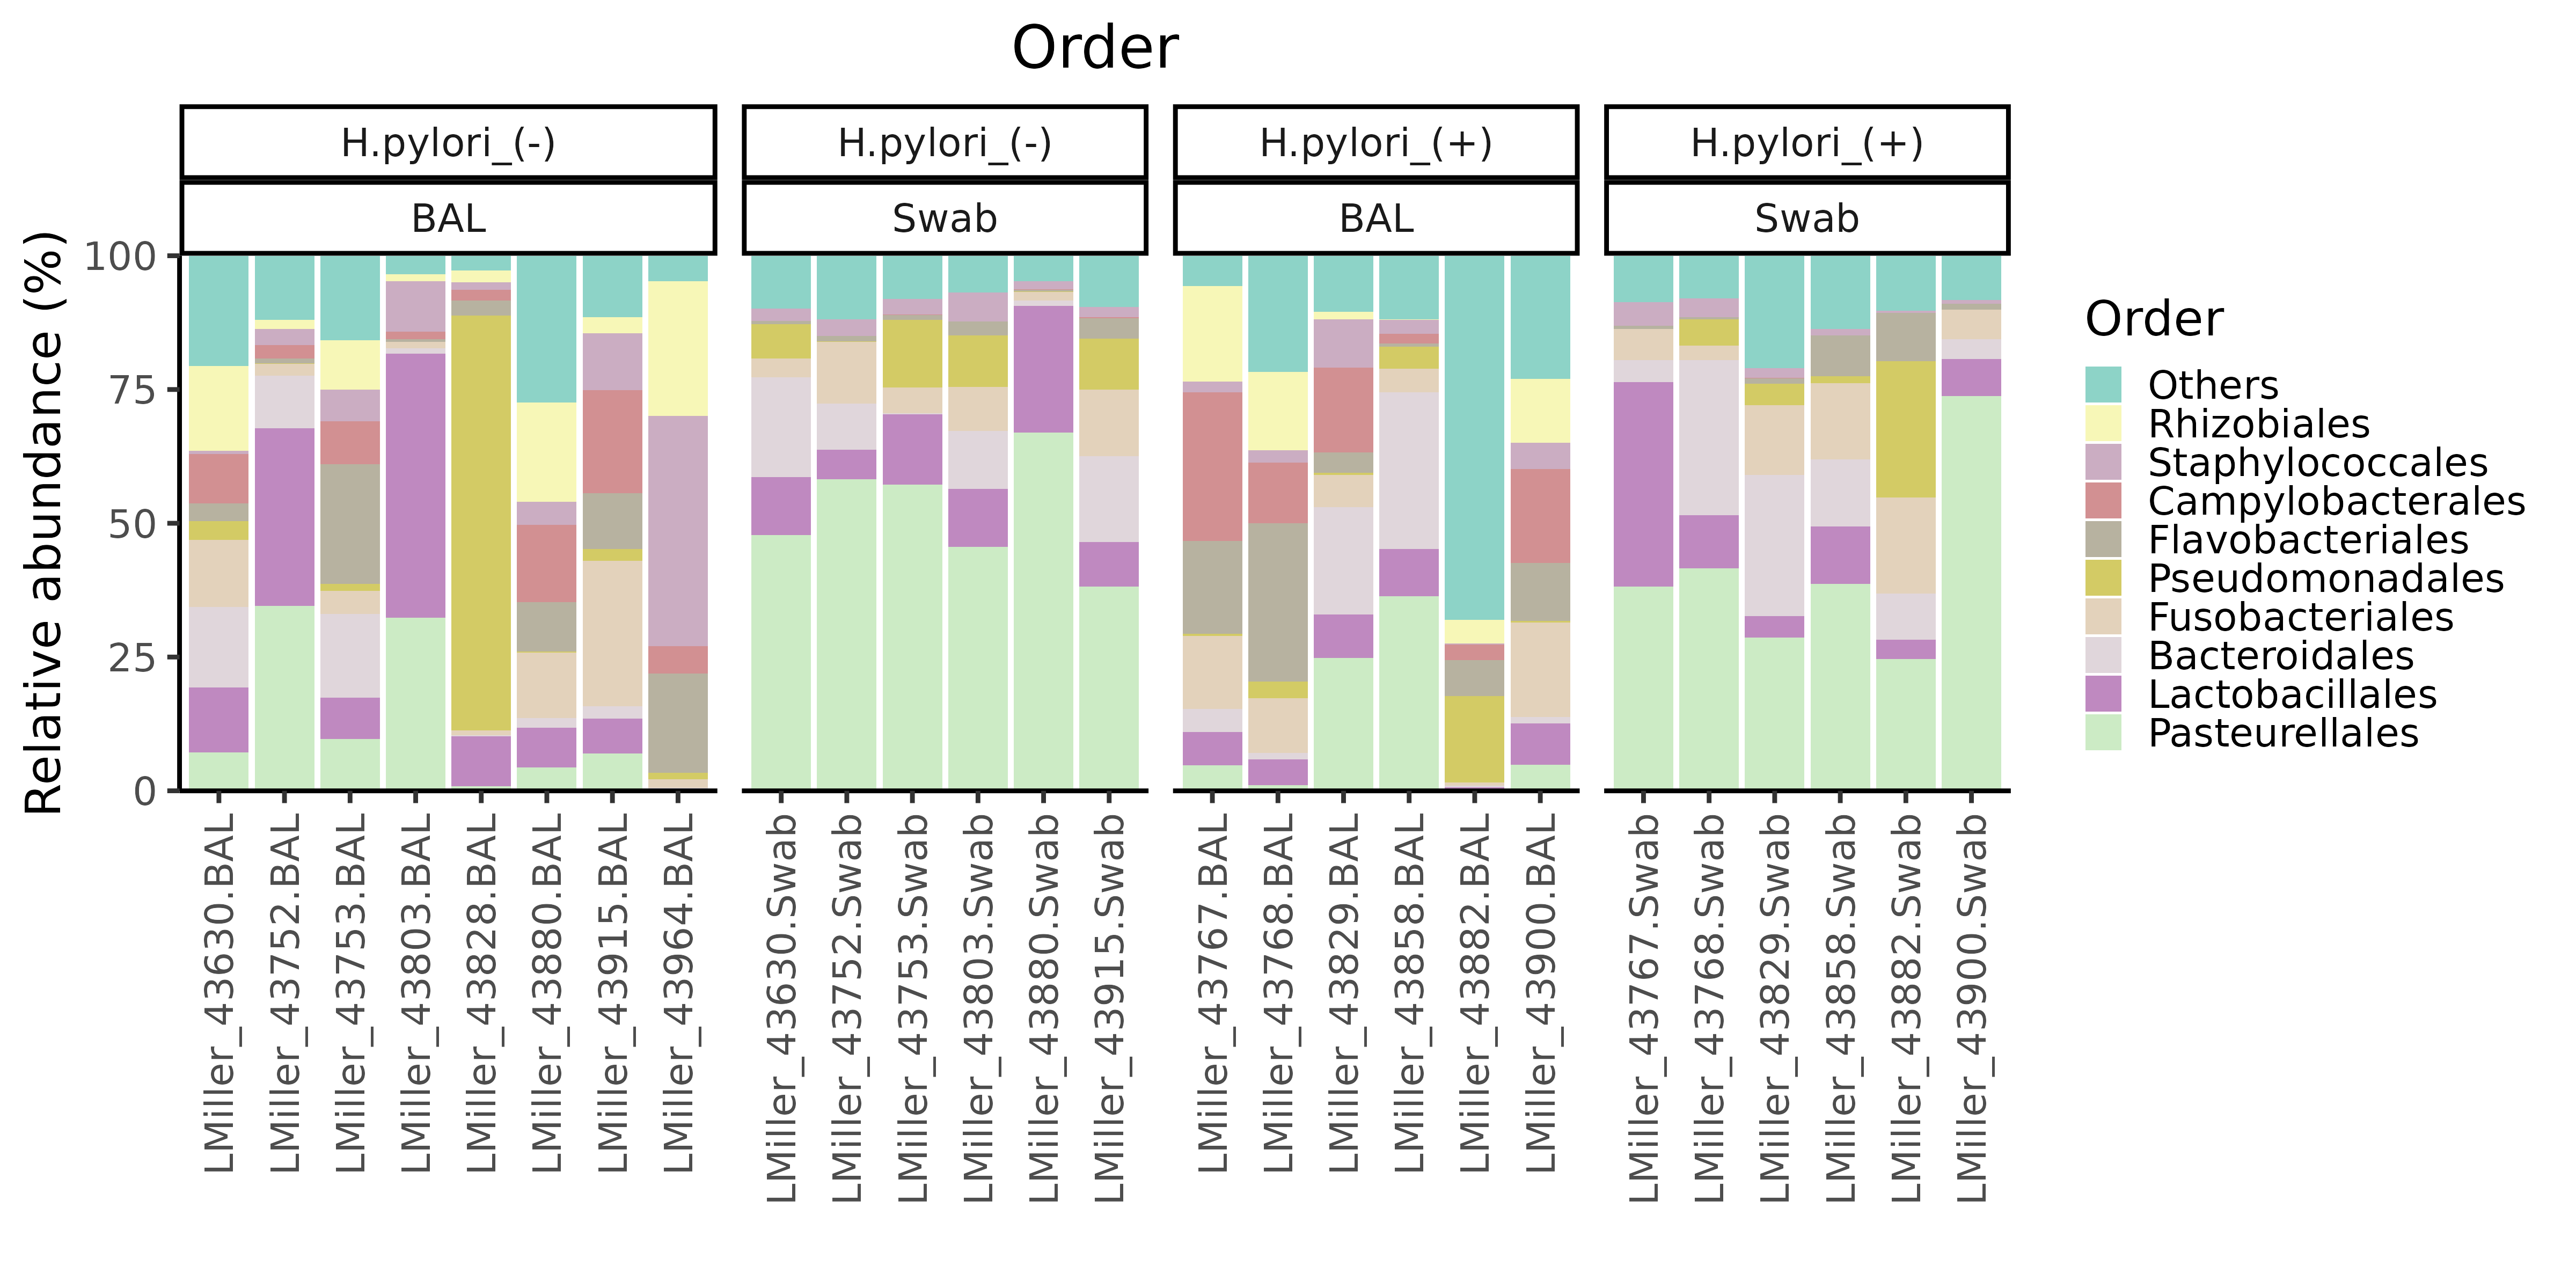 Order
H.pylori_(-)
H.pylori_(-)
H.pylori_(+)
H.pylori_(+)
BAL
Swab
BAL
Swab
Relative abundance (%)
100
75
50
25
0
LMiller_43630.BAL
LMiller_43752.BAL
LMiller_43753.BAL
LMiller_43803.BAL
LMiller_43828.BAL
LMiller_43880.BAL
LMiller_43915.BAL
LMiller_43964.BAL
LMiller_43630.Swab
LMiller_43752.Swab
LMiller_43753.Swab
LMiller_43803.Swab
LMiller_43880.Swab
LMiller_43915.Swab
LMiller_43767.BAL
LMiller_43768.BAL
LMiller_43829.BAL
LMiller_43858.BAL
LMiller_43882.BAL
LMiller_43900.BAL
LMiller_43767.Swab
LMiller_43768.Swab
LMiller_43829.Swab
LMiller_43858.Swab
LMiller_43882.Swab
LMiller_43900.Swab
Order
Others
Rhizobiales
Staphylococcales
Campylobacterales
Flavobacteriales
Pseudomonadales
Fusobacteriales
Bacteroidales
Lactobacillales
Pasteurellales